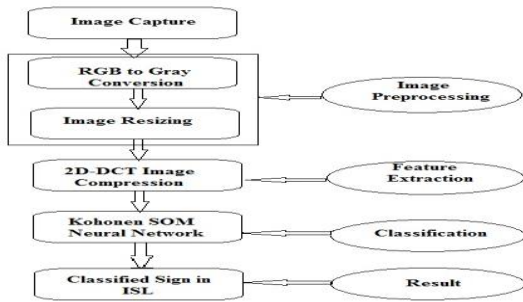 Image Capture
RGB to Gray
Conversion
Image
Preprocessing
Image Resizing
2D-DCT Image
Compression
Feature
Extraction
Kohonen SOM
Neural Network
Classification
Classified Sign in
ISL
Result